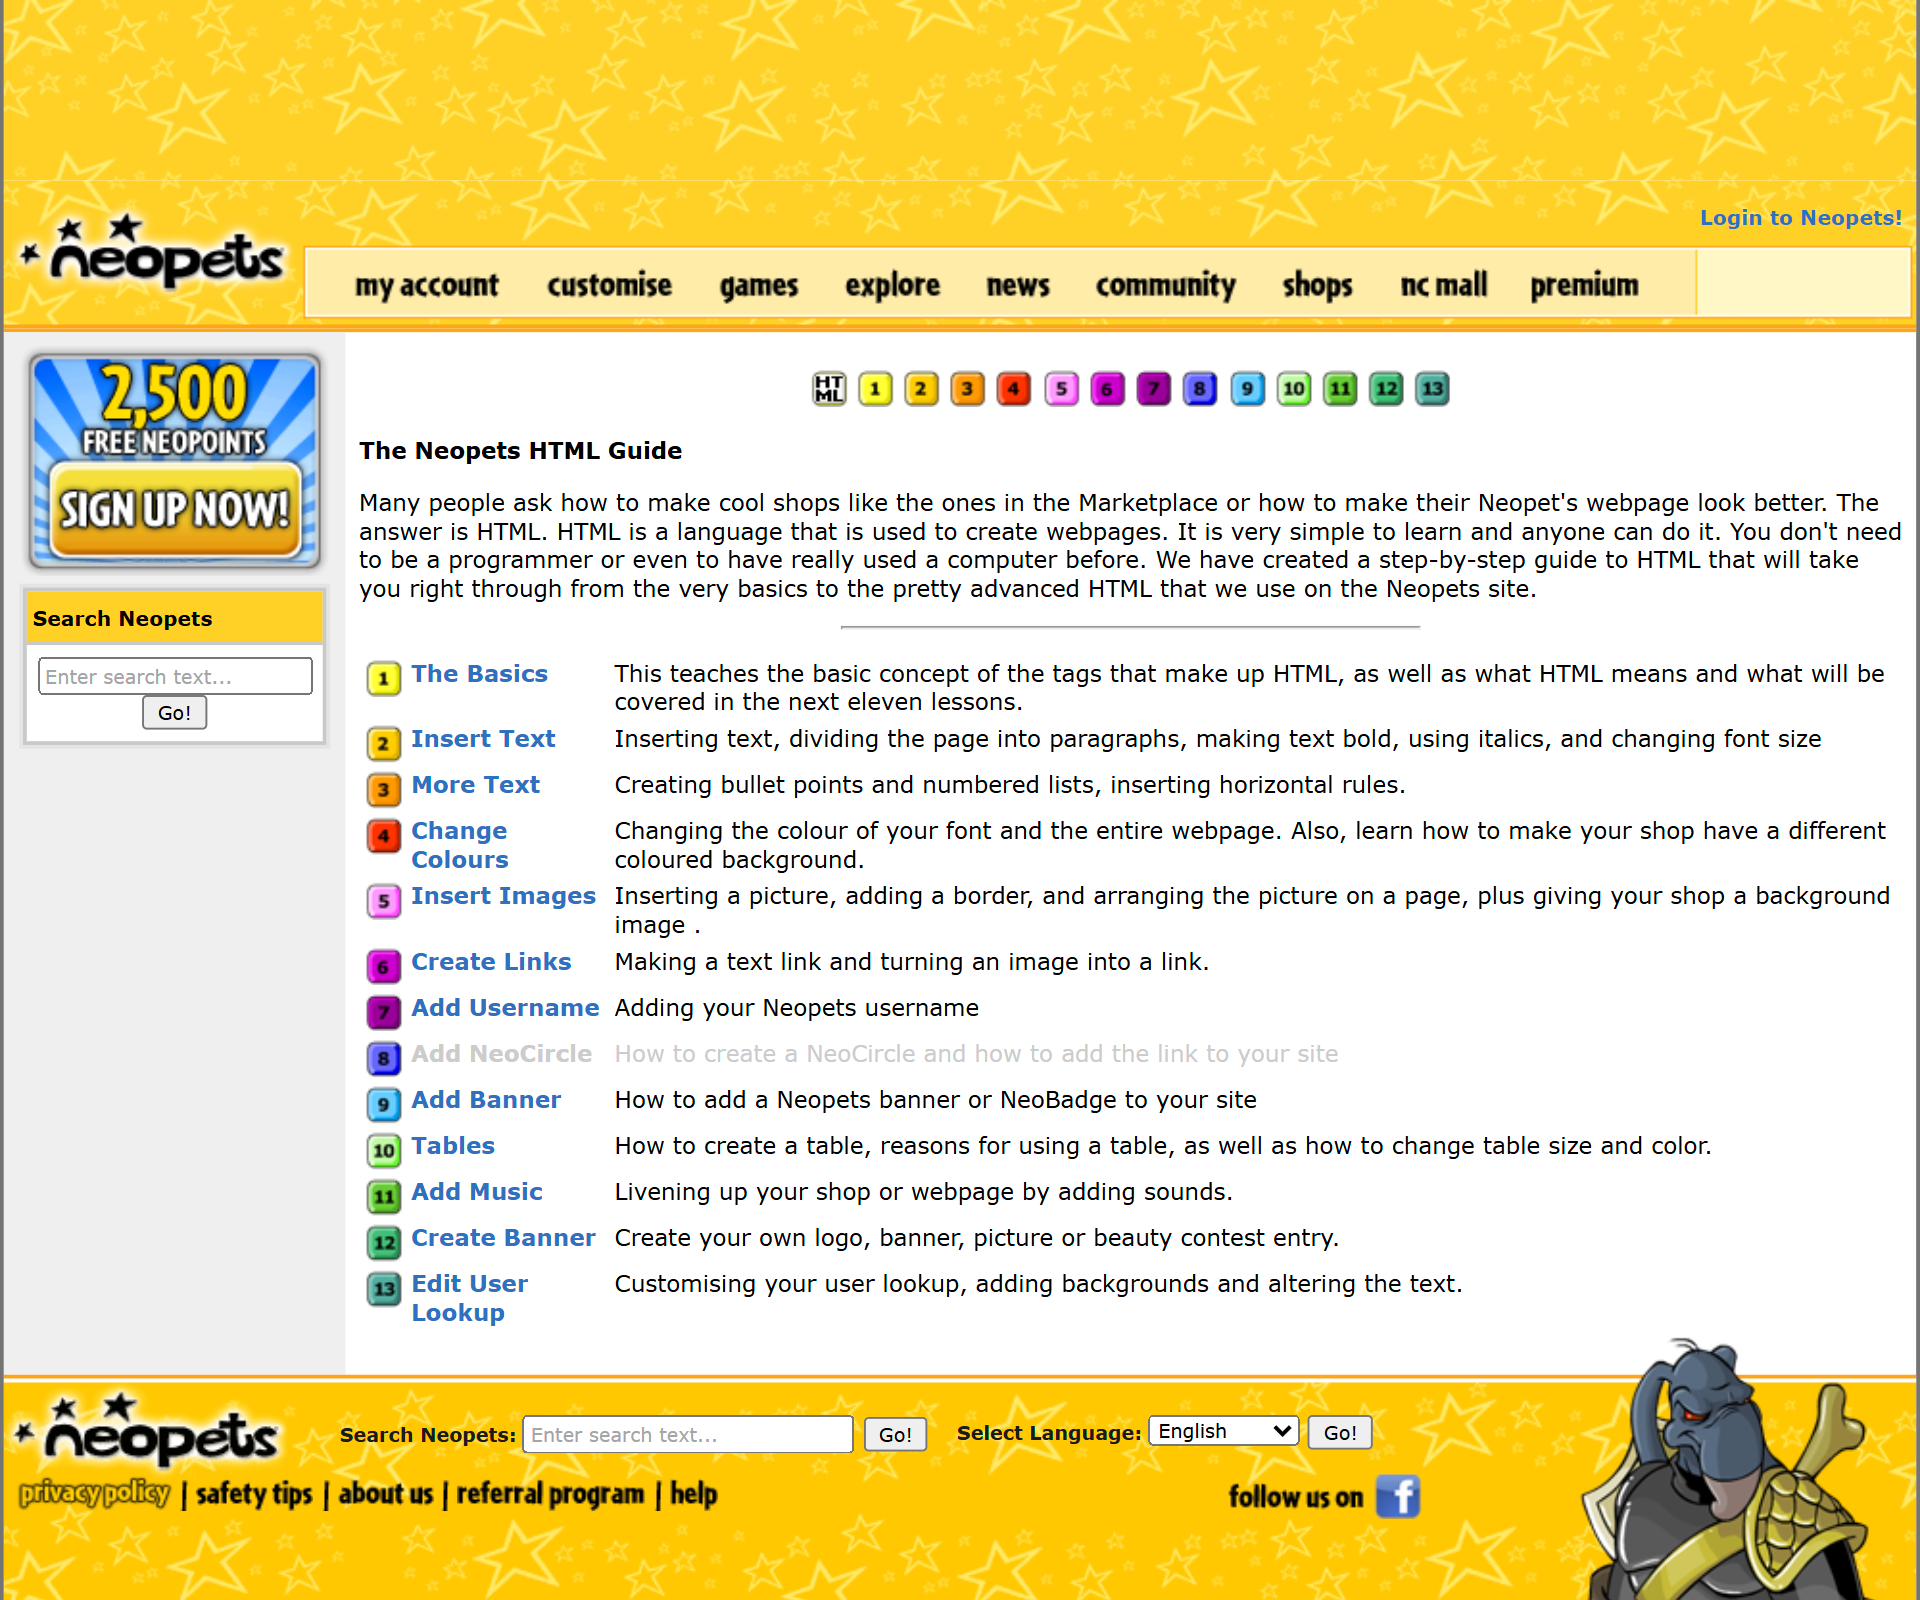 Login to Neopets!
neopets
my account customise games explore news community shops nc mall premium
2,500
FREE NEOPOINTS
SIGN UP NOW!
Search Neopets
Enter search text...
Go!
HT
ML 1 2 3 4 5 6 7 8 9 10 11 12 13
The Neopets HTML Guide
Many people ask how to make cool shops like the ones in the Marketplace or how to make their Neopet's webpage look better. The
answer is HTML. HTML is a language that is used to create webpages. It is very simple to learn and anyone can do it. You don't need
to be a programmer or even to have really used a computer before. We have created a step-by-step guide to HTML that will take
you right through from the very basics to the pretty advanced HTML that we use on the Neopets site.
1 The Basics This teaches the basic concept of the tags that make up HTML, as well as what HTML means and what will be
covered in the next eleven lessons.
2 Insert Text Inserting text, dividing the page into paragraphs, making text bold, using italics, and changing font size
3 More Text Creating bullet points and numbered lists, inserting horizontal rules.
4 Change Changing the colour of your font and the entire webpage. Also, learn how to make your shop have a different
Colours coloured background.
5 Insert Images Inserting a picture, adding a border, and arranging the picture on a page, plus giving your shop a background
image .
6 Create Links Making a text link and turning an image into a link.
7 Add Username Adding your Neopets username
8 Add NeoCircle How to create a NeoCircle and how to add the link to your site
9 Add Banner How to add a Neopets banner or NeoBadge to your site
10 Tables How to create a table, reasons for using a table, as well as how to change table size and color.
11 Add Music Livening up your shop or webpage by adding sounds.
12 Create Banner Create your own logo, banner, picture or beauty contest entry.
13 Edit User Customising your user lookup, adding backgrounds and altering the text.
Lookup
neopets
Search Neopets: Enter search text... Go! Select Language: English Go!
privacy policy | safety tips | about us | referral program | help
follow us on f